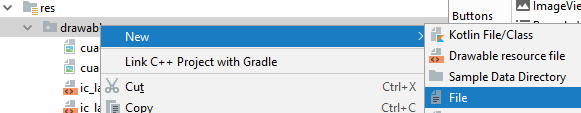 res
ImageVie
Buttons
drawabl
New
Kotlin File/Class
cua
Link C++ Project with Gradle
Drawable resource file
cua
Sample Data Directory
ic_la
Cut
Ctrl+X
File
ic_la
Copy
Ctrl+C